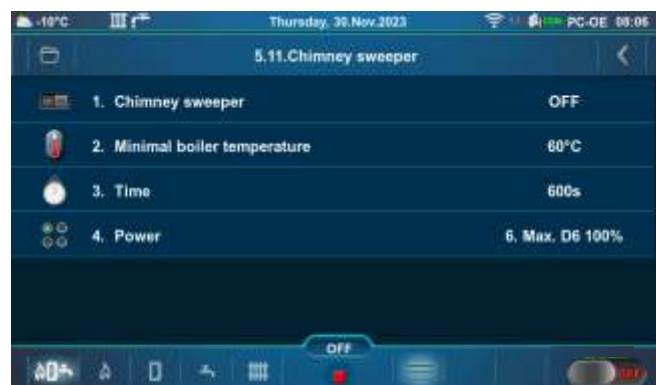 -10°C Thursday, 30.Nov.2023 PC-OE 08:06
5.11.Chimney sweeper
1. Chimney sweeper OFF
2. Minimal boiler temperature 60°C
3. Time 600s
4. Power 6. Max. D6 100%
OFF
OFF